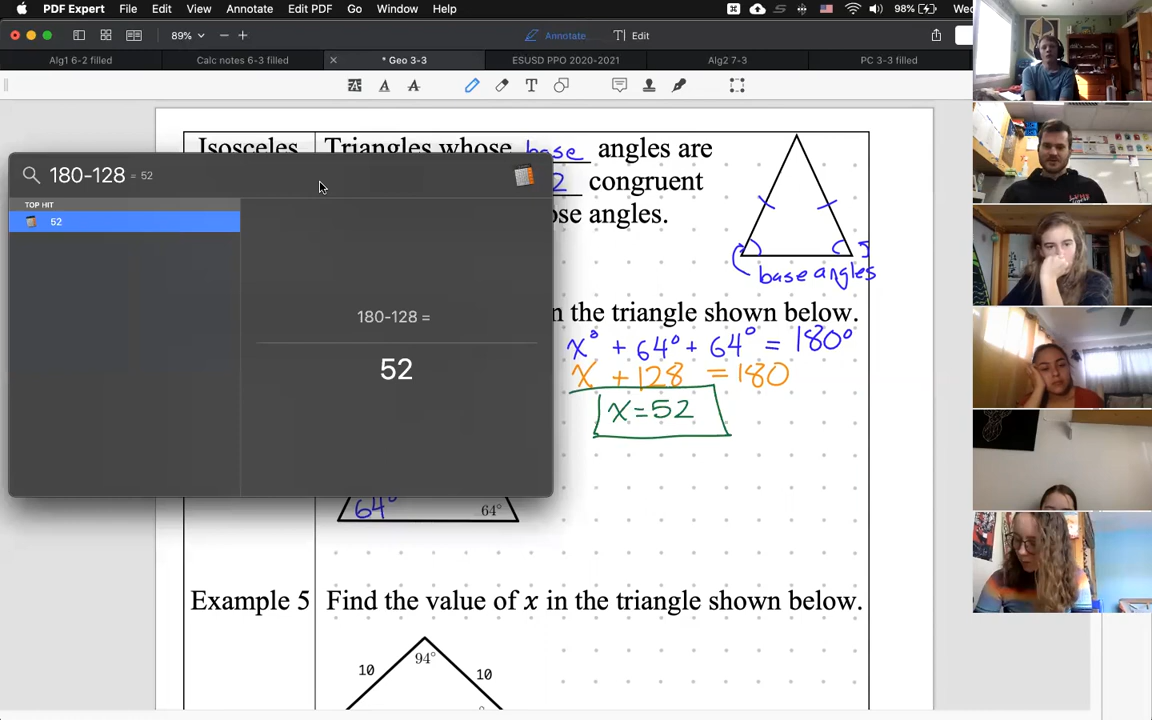 PDF Expert File Edit View Annotate Edit PDF Go Window Help 98% Wed
89% Annotate Edit
Alg1 6-2 filled Calc notes 6-3 filled * Geo 3-3 ESUSD PPO 2020-2021 Alg2 7-3 PC 3-3 filled
Isosceles Triangles whose base angles are
180-128 = 52
2 congruent
TOP HIT
52
ose angles.
180-128 =
52
base angles
n the triangle shown below.
x° + 64° + 64° = 180°
x + 128 = 180
x=52
64° 64°
Example 5 Find the value of x in the triangle shown below.
94°
10 10